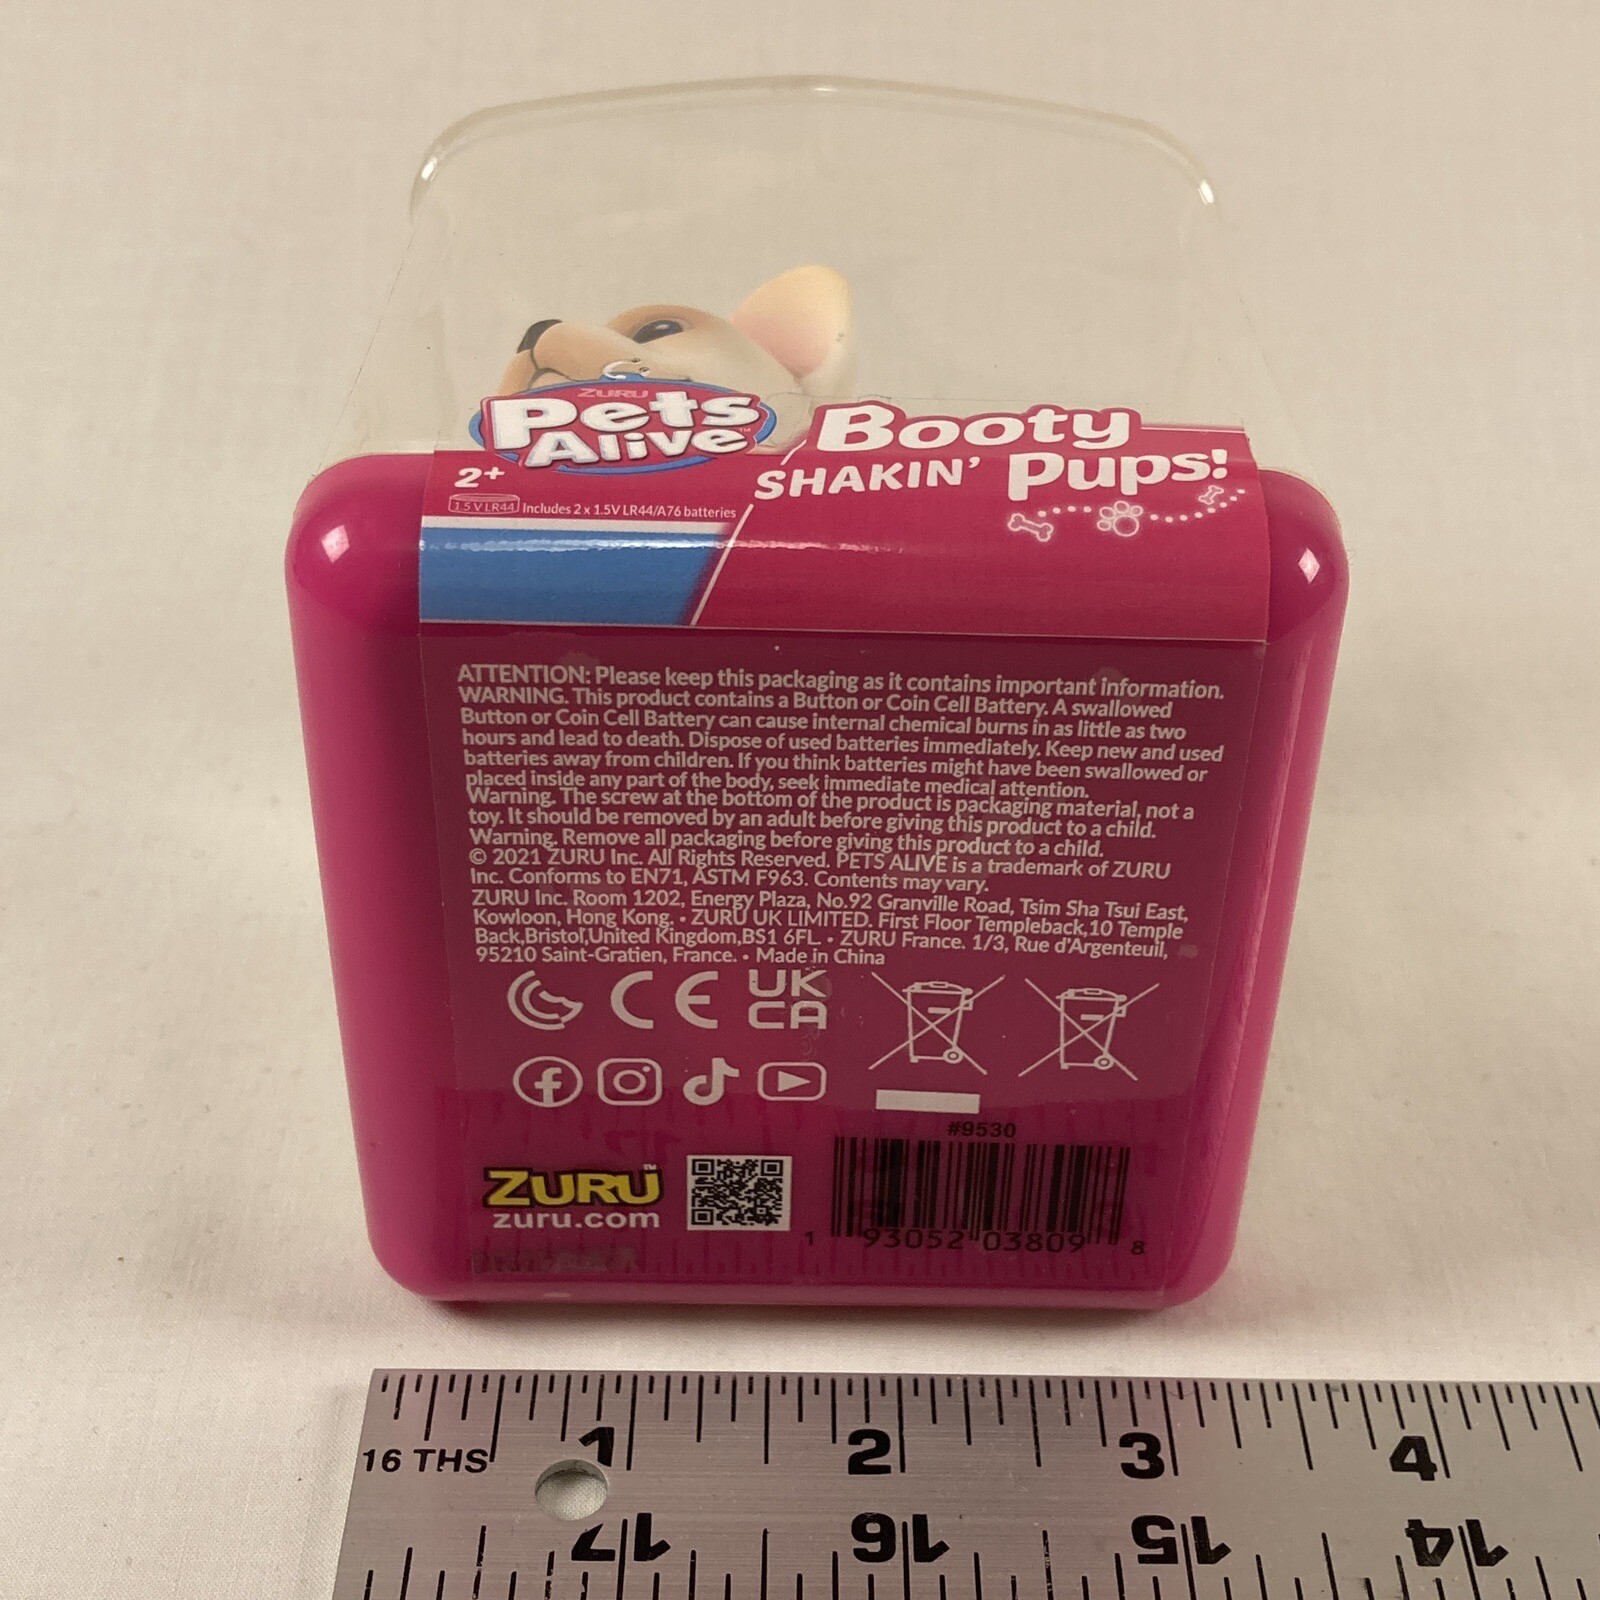 ZURU
Pets
Alive™
Booty
SHAKIN' Pups!
2+
1.5 V LR44 Includes 2 x 1.5V LR44/A76 batteries
ATTENTION: Please keep this packaging as it contains important information.
WARNING. This product contains a Button or Coin Cell Battery. A swallowed
Button or Coin Cell Battery can cause internal chemical burns in as little as two
hours and lead to death. Dispose of used batteries immediately. Keep new and used
batteries away from children. If you think batteries might have been swallowed or
placed inside any part of the body, seek immediate medical attention.
Warning. The screw at the bottom of the product is packaging material, not a
toy. It should be removed by an adult before giving this product to a child.
Warning. Remove all packaging before giving this product to a child.
© 2021 ZURU Inc. All Rights Reserved. PETS ALIVE is a trademark of ZURU
Inc. Conforms to EN71, ASTM F963. Contents may vary.
ZURU Inc. Room 1202, Energy Plaza, No.92 Granville Road, Tsim Sha Tsui East,
Kowloon, Hong Kong. • ZURU UK LIMITED. First Floor Templeback,10 Temple
Back,Bristol,United Kingdom,BS1 6FL • ZURU France. 1/3, Rue d'Argenteuil,
95210 Saint-Gratien, France. • Made in China
CE UK
CA
#9530
ZURU™
zuru.com
1 93052 03809 8
16 THS 1 2 3 4
17 16 15 14